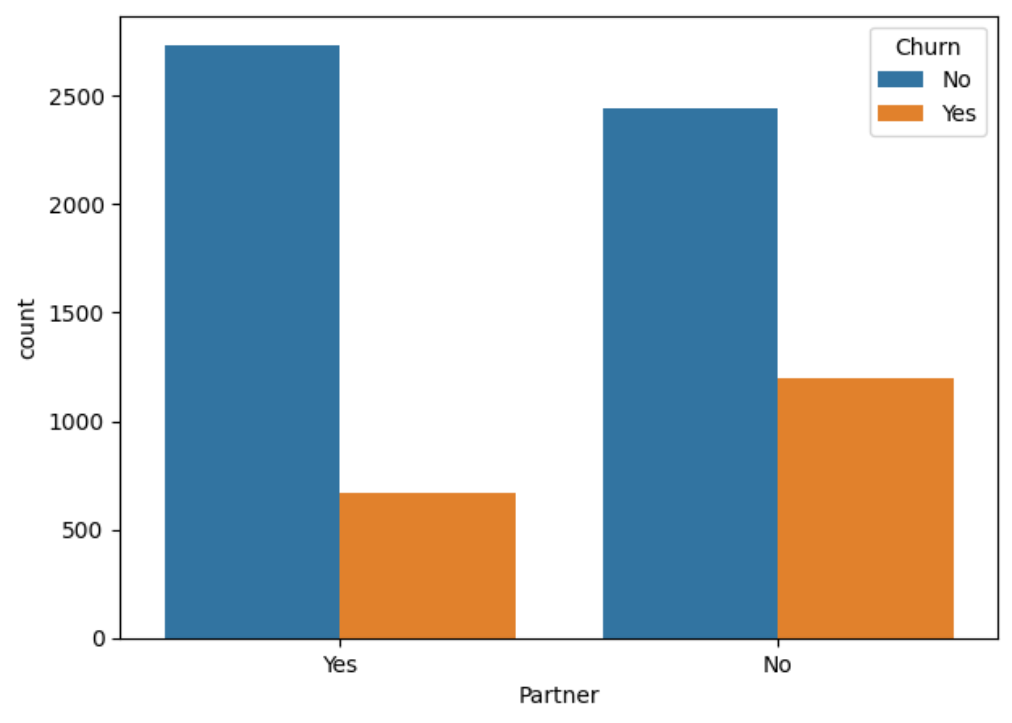 Churn
No
Yes
2500
2000
1500
1000
500
0
count
Yes
No
Partner